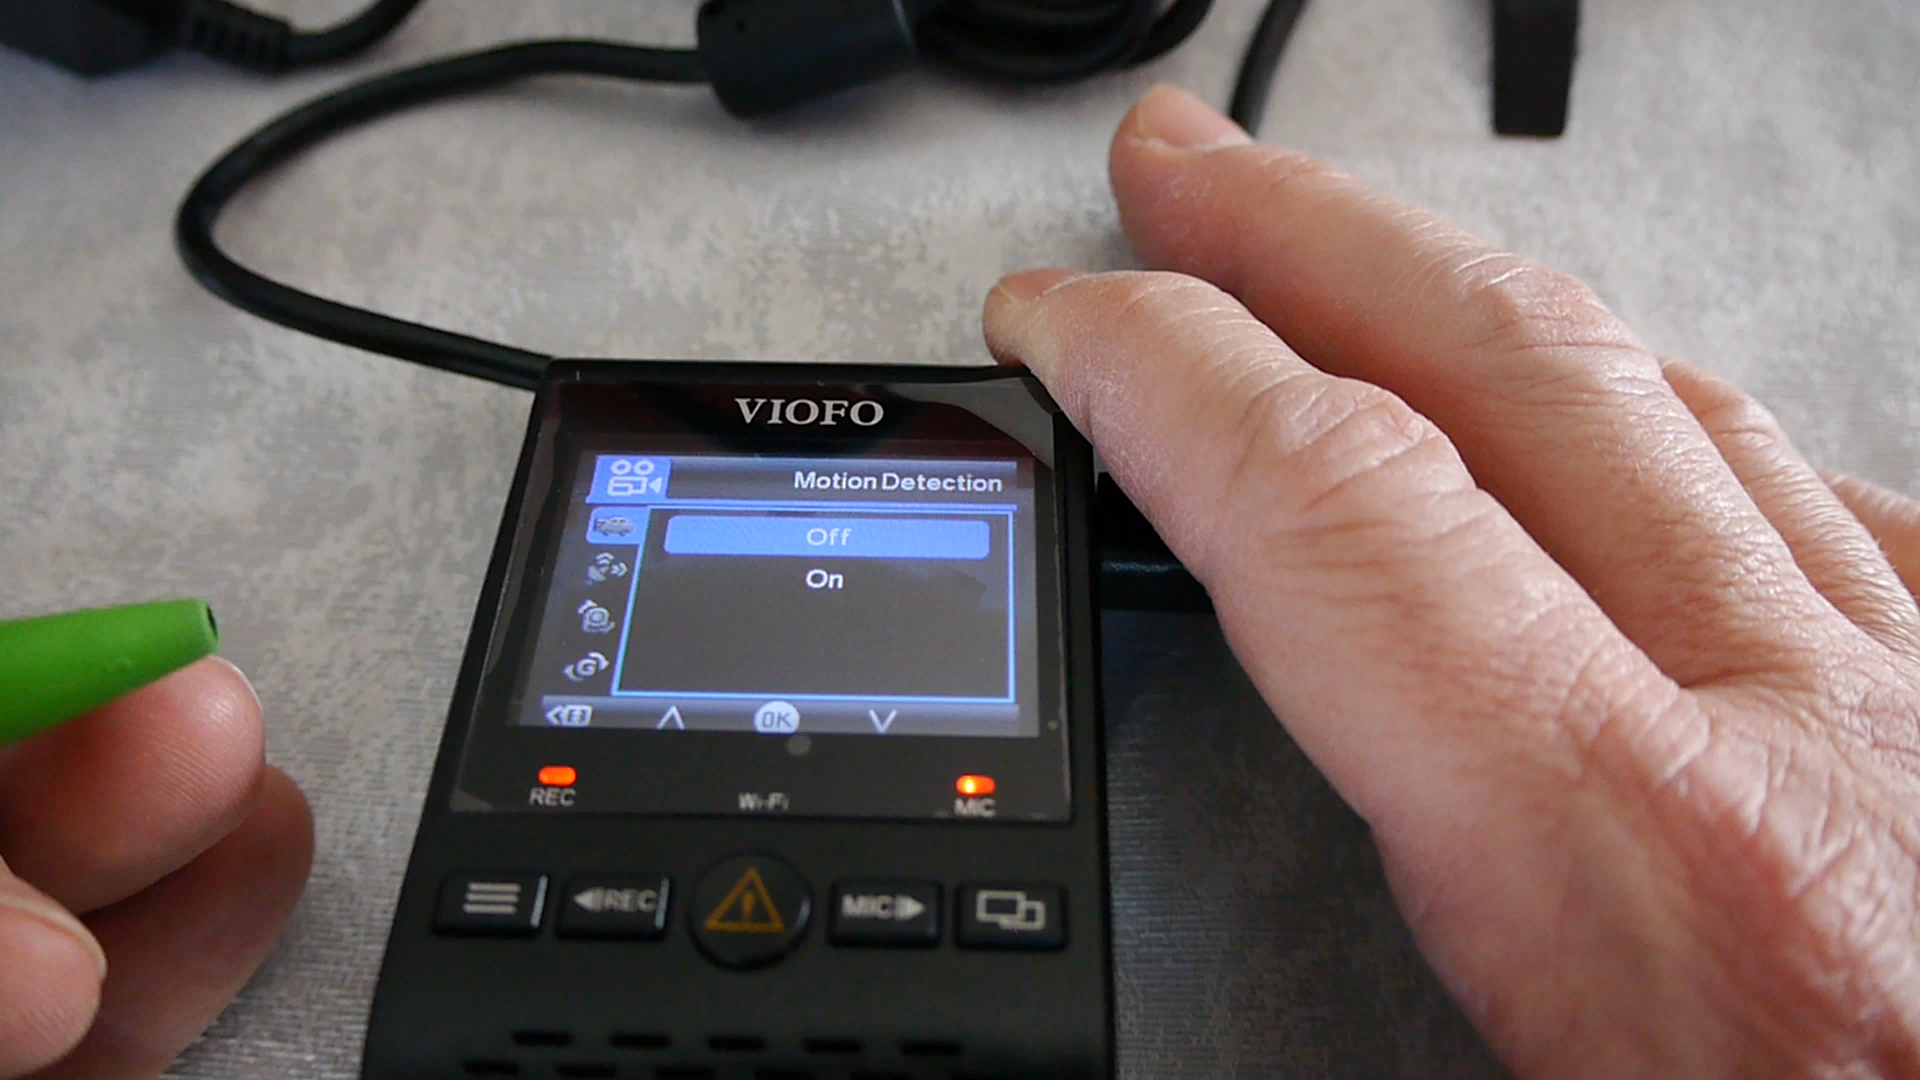 VIOFO
Motion Detection
Off
On
OK
REC
Wi-Fi
MIC
REC
MIC